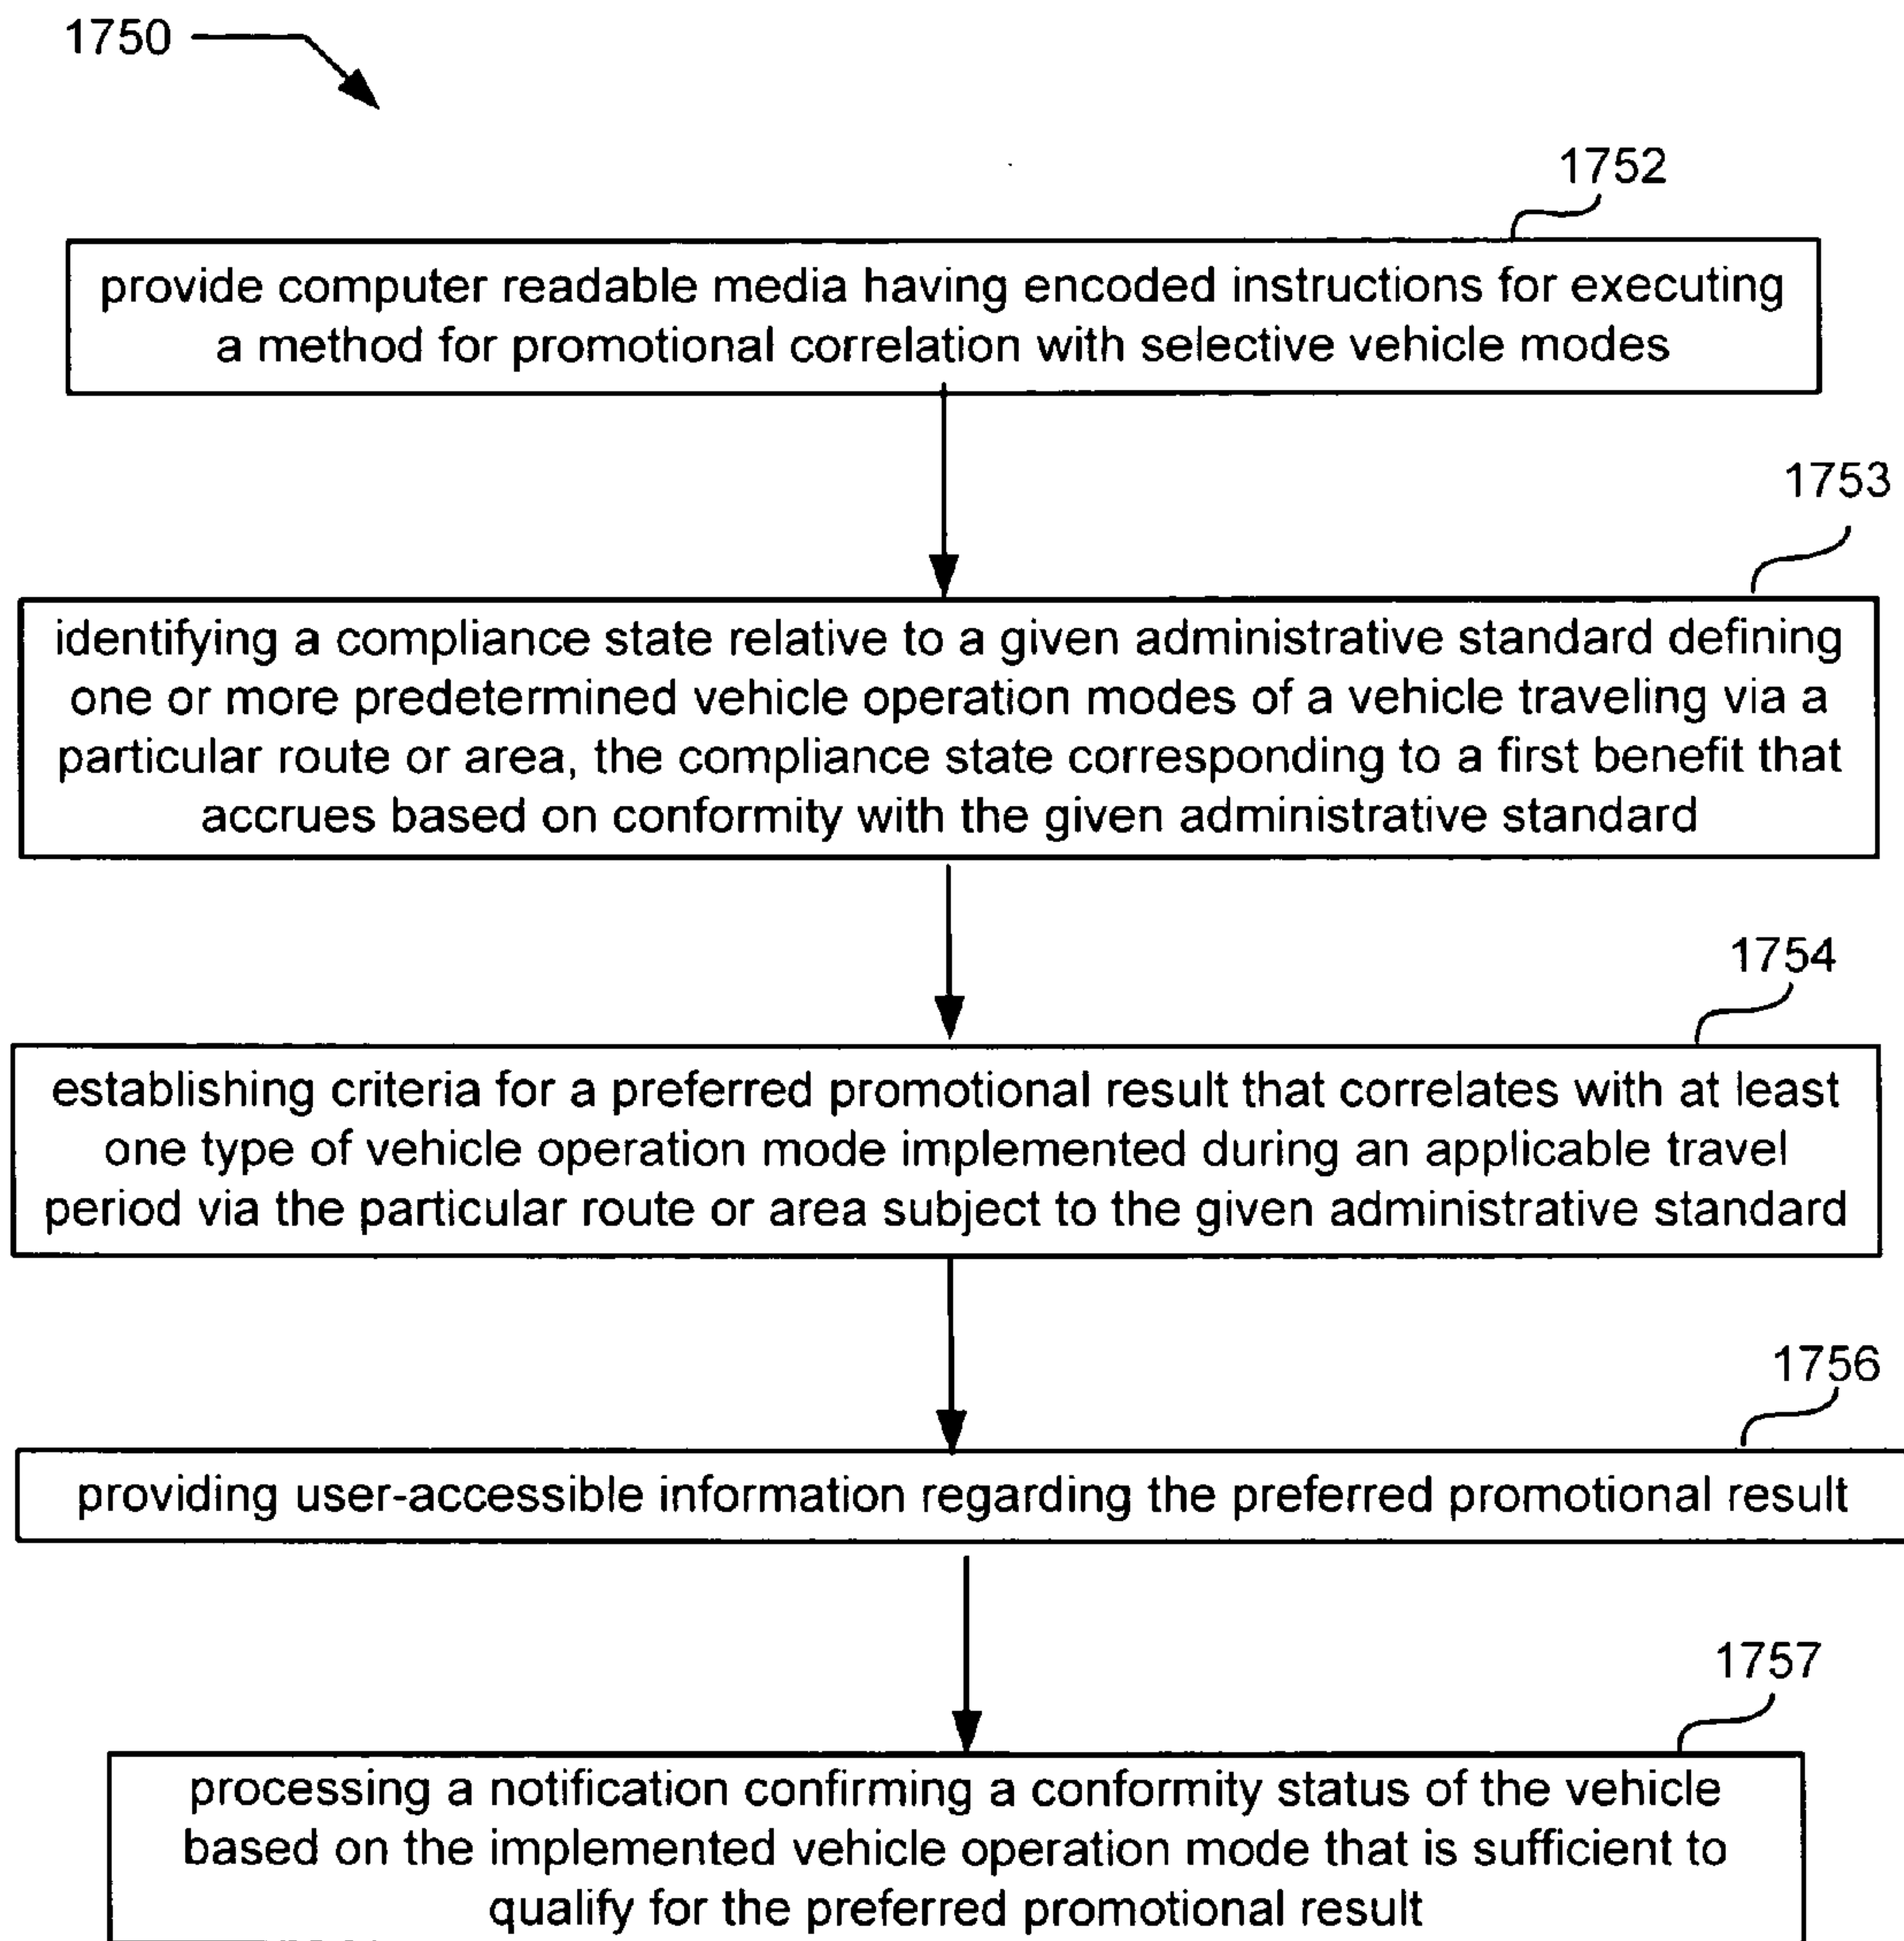 1750
1752
provide computer readable media having encoded instructions for executing
a method for promotional correlation with selective vehicle modes
1753
identifying a compliance state relative to a given administrative standard defining
one or more predetermined vehicle operation modes of a vehicle traveling via a
particular route or area, the compliance state corresponding to a first benefit that
accrues based on conformity with the given administrative standard
1754
establishing criteria for a preferred promotional result that correlates with at least
one type of vehicle operation mode implemented during an applicable travel
period via the particular route or area subject to the given administrative standard
1756
providing user-accessible information regarding the preferred promotional result
1757
processing a notification confirming a conformity status of the vehicle
based on the implemented vehicle operation mode that is sufficient to
qualify for the preferred promotional result